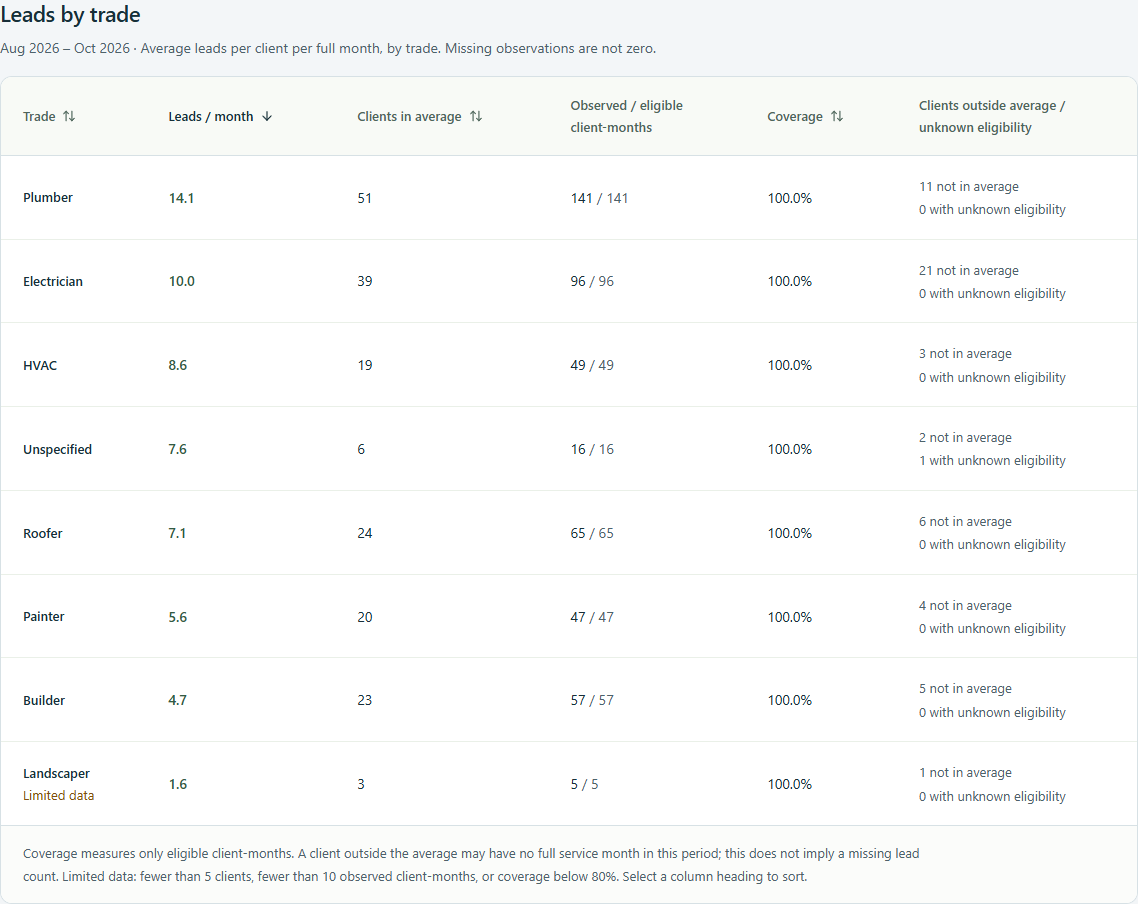 Leads by trade
Aug 2026 – Oct 2026 · Average leads per client per full month, by trade. Missing observations are not zero.
Trade ↑↓ Leads / month ↓ Clients in average ↑↓ Observed / eligible client-months Coverage ↑↓ Clients outside average / unknown eligibility
Plumber 14.1 51 141 / 141 100.0% 11 not in average
0 with unknown eligibility
Electrician 10.0 39 96 / 96 100.0% 21 not in average
0 with unknown eligibility
HVAC 8.6 19 49 / 49 100.0% 3 not in average
0 with unknown eligibility
Unspecified 7.6 6 16 / 16 100.0% 2 not in average
1 with unknown eligibility
Roofer 7.1 24 65 / 65 100.0% 6 not in average
0 with unknown eligibility
Painter 5.6 20 47 / 47 100.0% 4 not in average
0 with unknown eligibility
Builder 4.7 23 57 / 57 100.0% 5 not in average
0 with unknown eligibility
Landscaper 1.6 3 5 / 5 100.0% 1 not in average
Limited data 0 with unknown eligibility
Coverage measures only eligible client-months. A client outside the average may have no full service month in this period; this does not imply a missing lead
count. Limited data: fewer than 5 clients, fewer than 10 observed client-months, or coverage below 80%. Select a column heading to sort.